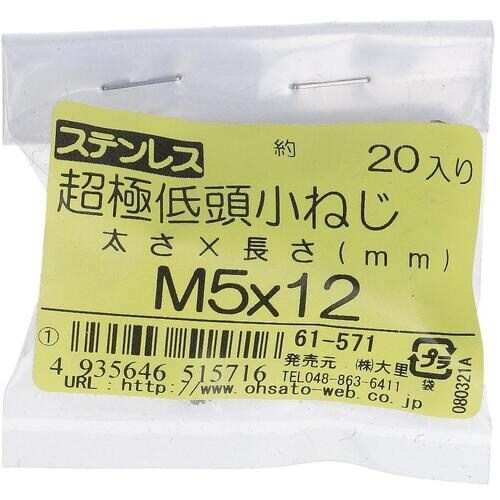 ステンレス 約 20入り
超極低頭小ねじ
太さ×長さ(mm)
M5x12
① 61-571
発売元 ㈱大里
4 935646 515716 TEL048-863-6411
プラ
袋
URL:http://www.ohsato-web.co.jp
080321A